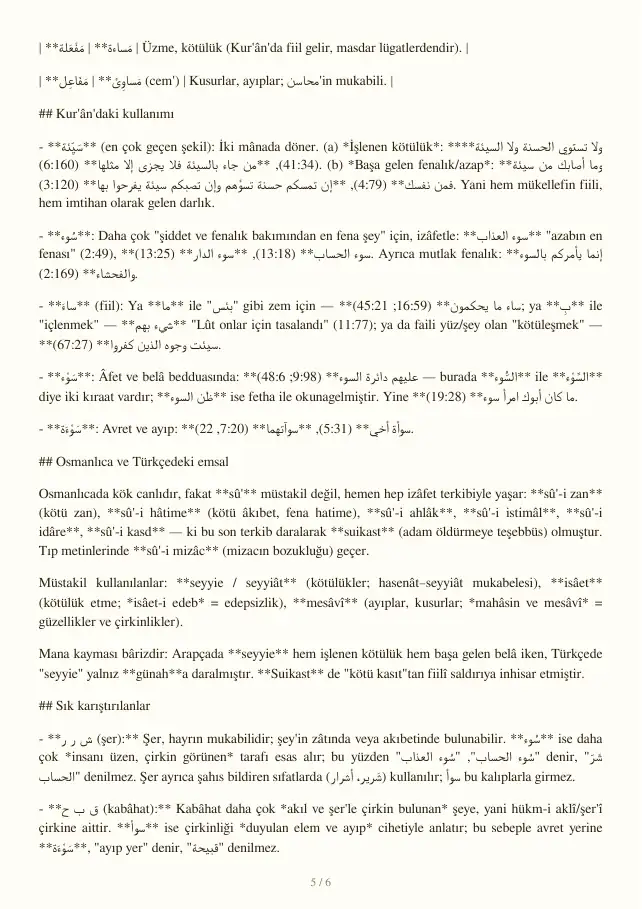 | **مَفْعَلة** | مَساءة** | Üzme, kötülük (Kur'ân'da fiil gelir, masdar lügatlerdendir). |
| **مَفَاعِل** | مَساوِئ** (cem') | Kusurlar, ayıplar; محاسن'in mukabili. |
## Kur'ân'daki kullanımı
- **سَيِّئة** (en çok geçen şekil): İki mânada döner. (a) *İşlenen kötülük*: **ولا تستوي الحسنة ولا السيئة**
(41:34), **من جاء بالسيئة فلا يجزى إلا مثلها** (6:160). (b) *Başa gelen fenalık/azap*: **وما أصابك من سيئة
فمن نفسك** (4:79), **إن تمسكم حسنة تسؤهم وإن تصبكم سيئة يفرحوا بها** (3:120). Yani hem mükellefin fiili,
hem imtihan olarak gelen darlık.
- **سُوء**: Daha çok "şiddet ve fenalık bakımından en fena şey" için, izâfetle: **سوء العذاب** "azabın en
fenası" (2:49), **سوء الدار** (13:25)، **سوء الحساب** (13:18). Ayrıca mutlak fenalık: **إنما يأمركم بالسوء
والفحشاء** (2:169).
- **ساءَ** (fiil): Ya **ما** ile "بئس" gibi zem için — **ساء ما يحكمون** (16:59; 45:21); ya **بِ** ile
"içlenmek" — **سيء بهم** "Lût onlar için tasalandı" (11:77); ya da faili yüz/şey olan "kötüleşmek" —
**سيئت وجوه الذين كفروا** (67:27).
- **سَوْء**: Âfet ve belâ bedduasında: **عليهم دائرة السوء** (9:98; 48:6) — burada **السُّوء** ile **السَّوْء**
diye iki kıraat vardır; **ظن السوء** ise fetha ile okunagelmiştir. Yine **ما كان أبوك امرأ سوء** (19:28).
- **سَوْءَة**: Avret ve ayıp: **سوآتهما** (7:20, 22)، **سوأة أخي** (5:31).
## Osmanlıca ve Türkçedeki emsal
Osmanlıcada kök canlıdır, fakat **sû'** müstakil değil, hemen hep izâfet terkibiyle yaşar: **sû'-i zan**
(kötü zan), **sû'-i hâtime** (kötü âkıbet, fena hatime), **sû'-i ahlâk**, **sû'-i istimâl**, **sû'-i
idâre**, **sû'-i kasd** — ki bu son terkib daralarak **suikast** (adam öldürmeye teşebbüs) olmuştur.
Tıp metinlerinde **sû'-i mizâc** (mizacın bozukluğu) geçer.
Müstakil kullanılanlar: **seyyie / seyyiât** (kötülükler; hasenât–seyyiât mukabelesi), **isâet**
(kötülük etme; *isâet-i edeb* = edepsizlik), **mesâvî** (ayıplar, kusurlar; *mahâsin ve mesâvî* =
güzellikler ve çirkinlikler).
Mana kayması bârizdir: Arapçada **seyyie** hem işlenen kötülük hem başa gelen belâ iken, Türkçede
"seyyie" yalnız **günah**a daralmıştır. **Suikast** de "kötü kasıt"tan fiilî saldırıya inhisar etmiştir.
## Sık karıştırılanlar
- **ش ر ر (şer):** Şer, hayrın mukabilidir; şey'in zâtında veya akıbetinde bulunabilir. **سُوء** ise daha
çok *insanı üzen, çirkin görünen* tarafı esas alır; bu yüzden "سُوء العذاب", "سُوء الحساب" denir, "شرّ
الحساب" denilmez. Şer ayrıca şahıs bildiren sıfatlarda (شرير، أشرار) kullanılır; سوأ bu kalıplarla girmez.
- **ق ب ح (kabâhat):** Kabâhat daha çok *akıl ve şer'le çirkin bulunan* şeye, yani hükm-i aklî/şer'î
çirkine aittir. **سوأ** ise çirkinliği *duyulan elem ve ayıp* cihetiyle anlatır; bu sebeple avret yerine
**سَوْءَة**, "ayıp yer" denir, "قبيحة" denilmez.
5 / 6